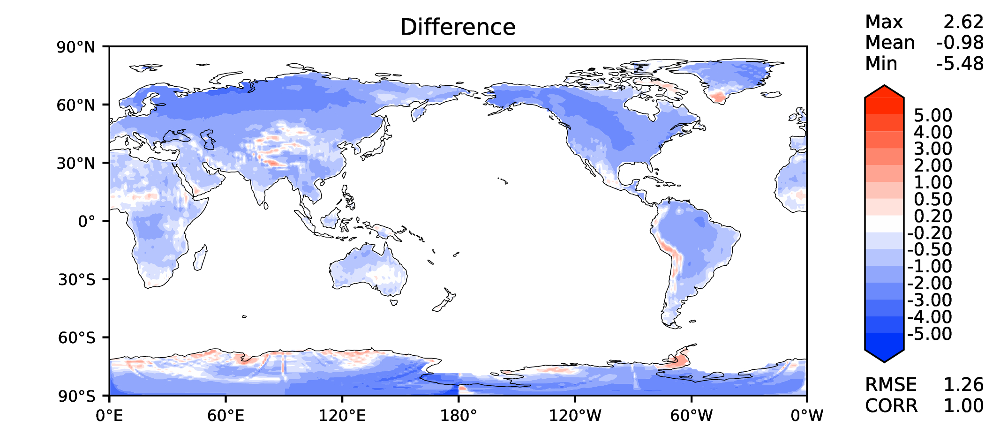 Difference
Max 2.62
Mean -0.98
Min -5.48
90°N
60°N
30°N
0°
30°S
60°S
90°S
0°E 60°E 120°E 180° 120°W 60°W 0°W
5.00
4.00
3.00
2.00
1.00
0.50
0.20
-0.20
-0.50
-1.00
-2.00
-3.00
-4.00
-5.00
RMSE 1.26
CORR 1.00